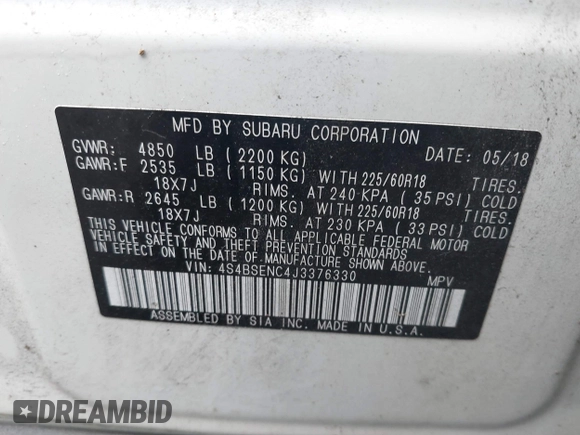 MFD BY SUBARU CORPORATION
GVWR: 4850 LB (2200 KG) DATE: 05/18
GAWR:F 2535 LB (1150 KG) WITH 225/60R18 TIRES.
18X7J RIMS. AT 240 KPA (35 PSI) COLD
GAWR:R 2645 LB (1200 KG) WITH 225/60R18 TIRES.
18X7J RIMS. AT 230 KPA (33 PSI) COLD
THIS VEHICLE CONFORMS TO ALL APPLICABLE FEDERAL MOTOR
VEHICLE SAFETY AND THEFT PREVENTION STANDARDS
IN EFFECT ON THE DATE OF MANUFACTURE SHOWN ABOVE.
VIN: 4S4BSENC4J3376330 MPV
ASSEMBLED BY SIA INC. MADE IN U.S.A.
DREAMBID